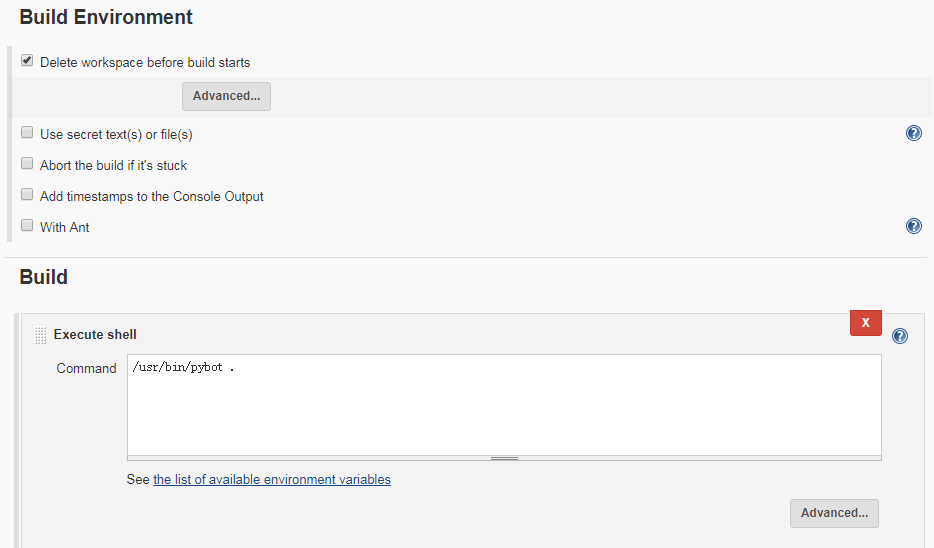 Build Environment
Delete workspace before build starts
Advanced...
Use secret text(s) or file(s)
Abort the build if it's stuck
Add timestamps to the Console Output
With Ant
Build
X
Execute shell
Command
/usr/bin/pybot .
See the list of available environment variables
Advanced...